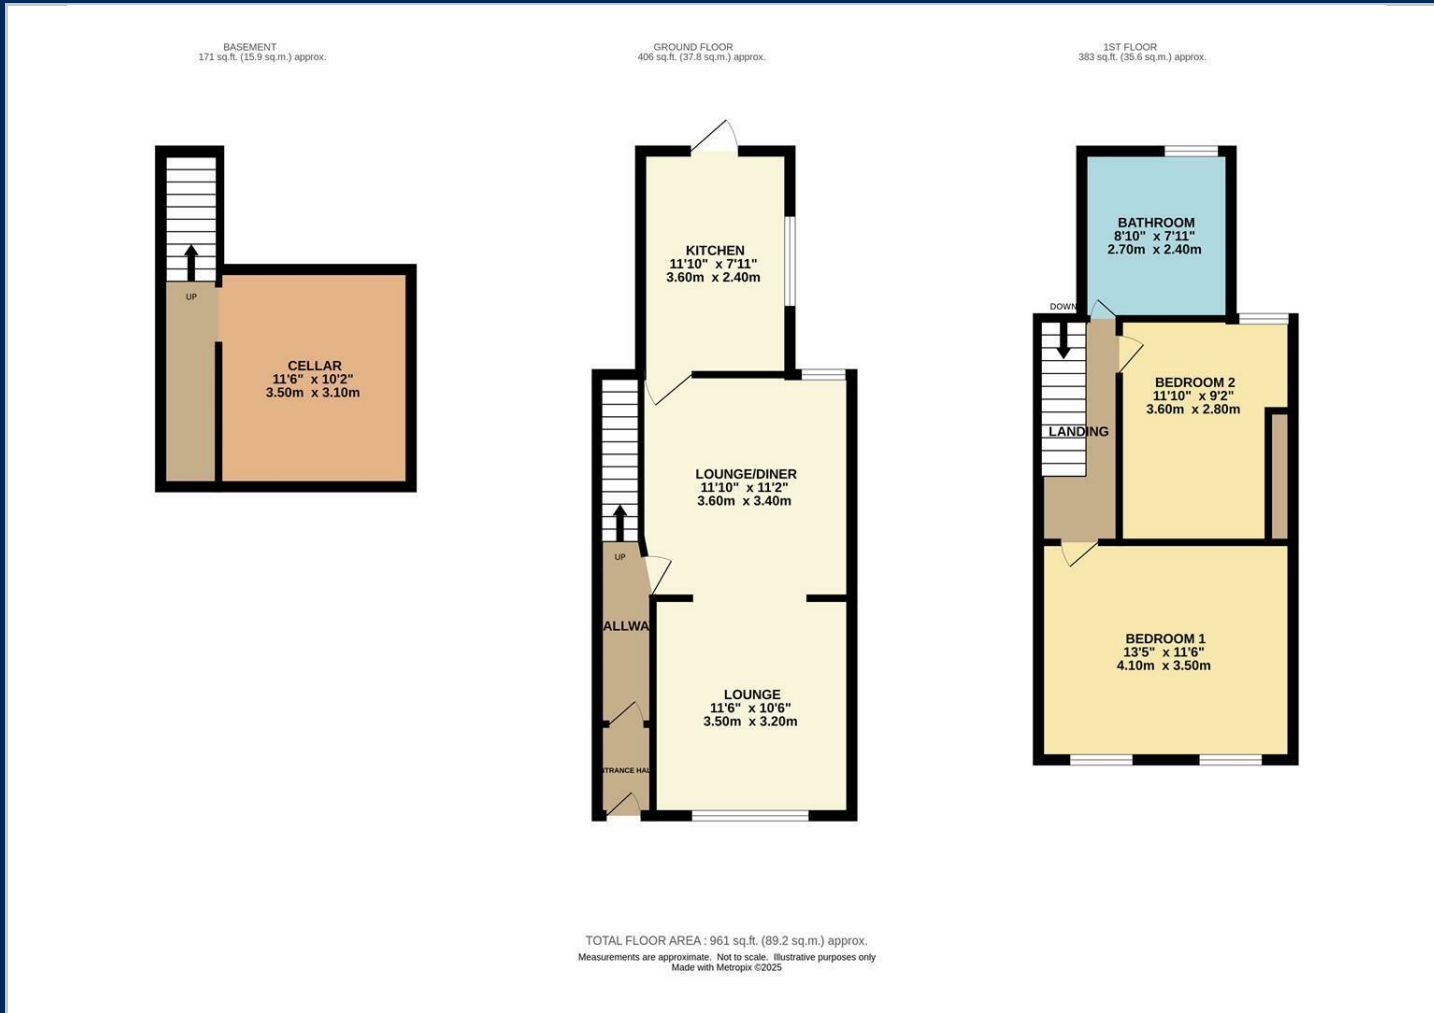 BASEMENT
171 sq.ft. (15.9 sq.m.) approx.
GROUND FLOOR
406 sq.ft. (37.8 sq.m.) approx.
1ST FLOOR
383 sq.ft. (35.6 sq.m.) approx.
UP
CELLAR
11'6" x 10'2"
3.50m x 3.10m
KITCHEN
11'10" x 7'11"
3.60m x 2.40m
LOUNGE/DINER
11'10" x 11'2"
3.60m x 3.40m
UP
ALLWA
LOUNGE
11'6" x 10'6"
3.50m x 3.20m
TRANCE HAL
BATHROOM
8'10" x 7'11"
2.70m x 2.40m
DOWN
BEDROOM 2
11'10" x 9'2"
3.60m x 2.80m
LANDING
BEDROOM 1
13'5" x 11'6"
4.10m x 3.50m
TOTAL FLOOR AREA : 961 sq.ft. (89.2 sq.m.) approx.
Measurements are approximate. Not to scale. Illustrative purposes only
Made with Metropix ©2025